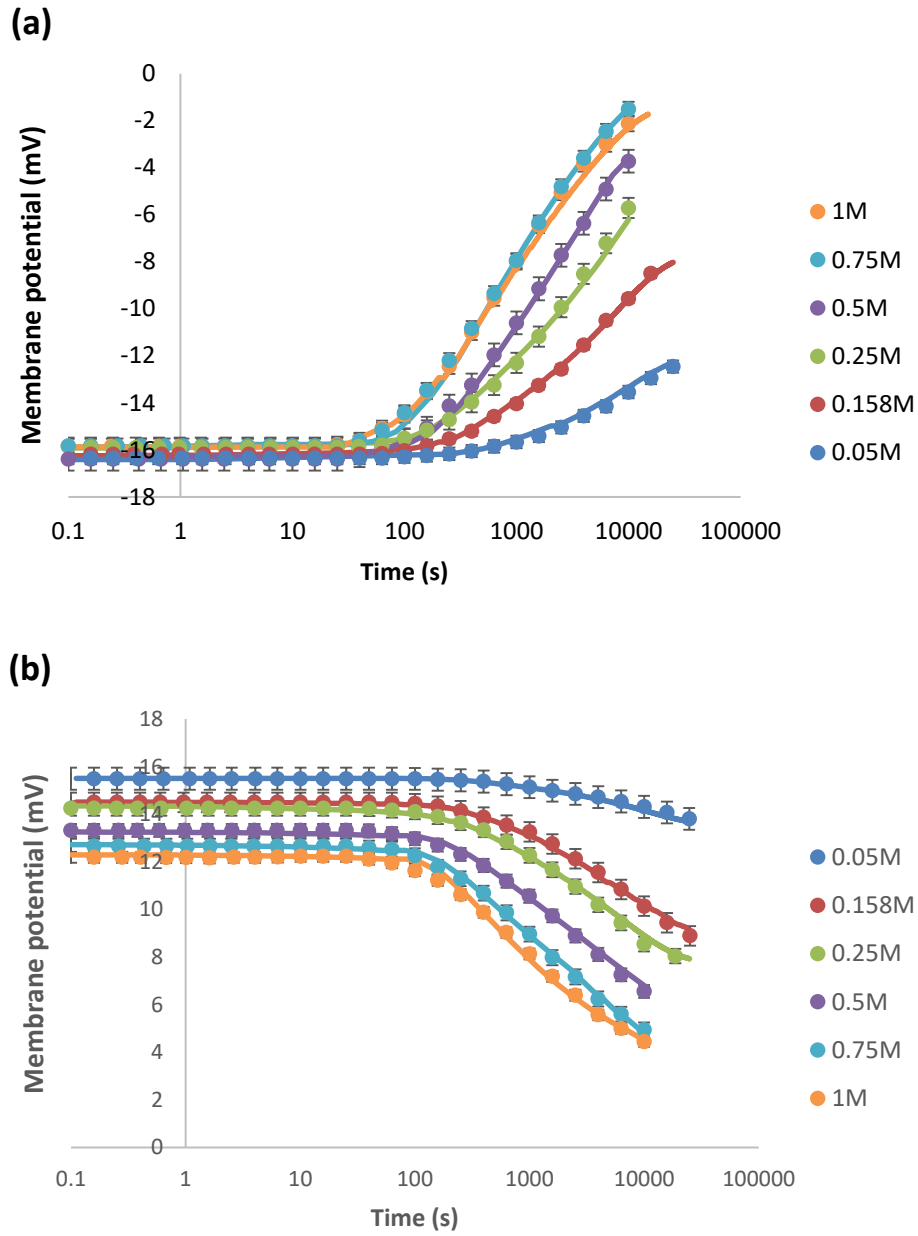 (a)
0
-2
-4
-6
-8
-10
-12
-14
-16
-18
Membrane potential (mV)
0.1 1 10 100 1000 10000 100000
Time (s)
1M
0.75M
0.5M
0.25M
0.158M
0.05M
(b)
18
16
14
12
10
8
6
4
2
0
Membrane potential (mV)
0.1 1 10 100 1000 10000 100000
Time (s)
0.05M
0.158M
0.25M
0.5M
0.75M
1M